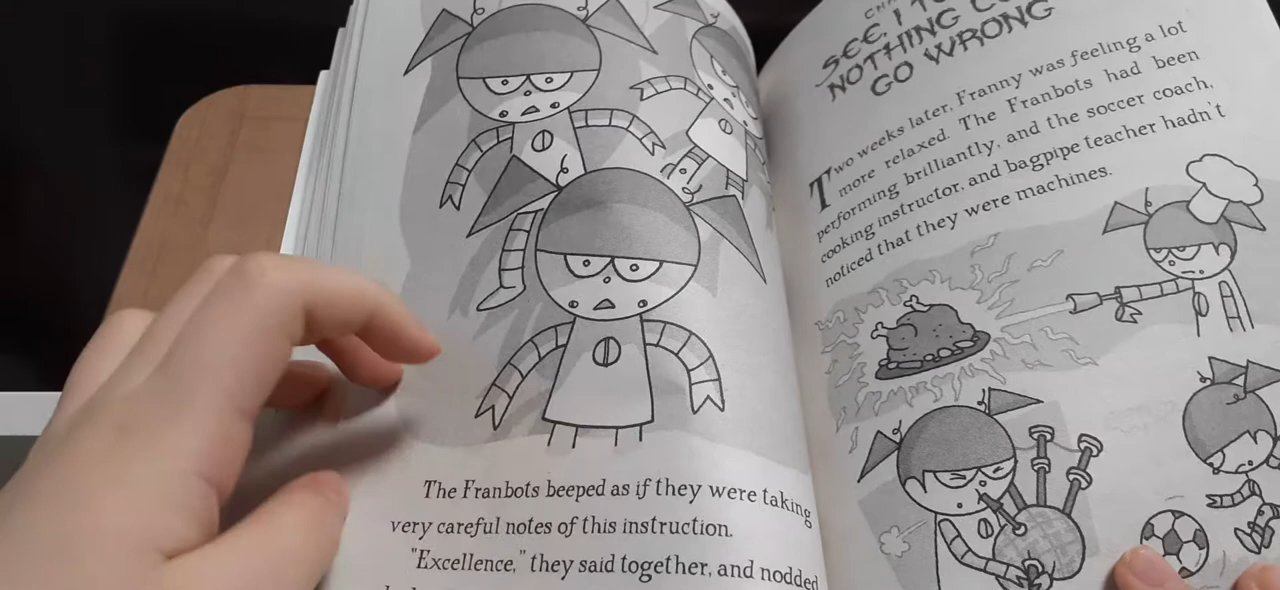 The Franbots beeped as if they were taking
very careful notes of this instruction.
"Excellence," they said together, and nodded
SEE, I
NOTHING
GO WRONG
Two weeks later, Franny was feeling a lot
more relaxed. The Franbots had been
performing brilliantly, and the soccer coach,
cooking instructor, and bagpipe teacher hadn't
noticed that they were machines.